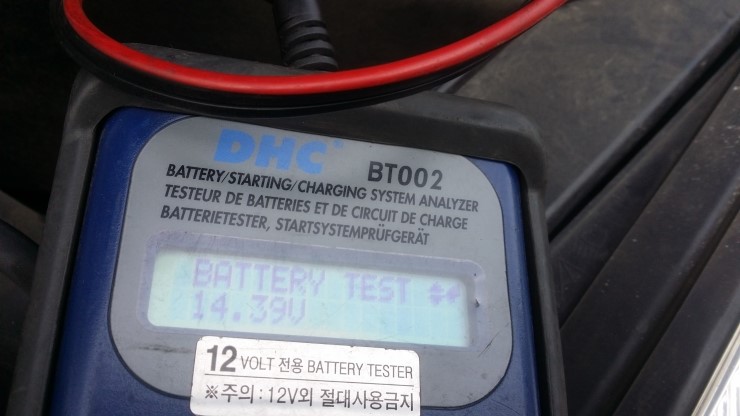 DHC
BT002
BATTERY/STARTING/CHARGING SYSTEM ANALYZER
TESTEUR DE BATTERIES ET DE CIRCUIT DE CHARGE
BATTERIETESTER, STARTSYSTEMPRÜFGERÄT
BATTERY TEST
14.39V
12 VOLT 전용 BATTERY TESTER
※주의 : 12V외 절대사용금지